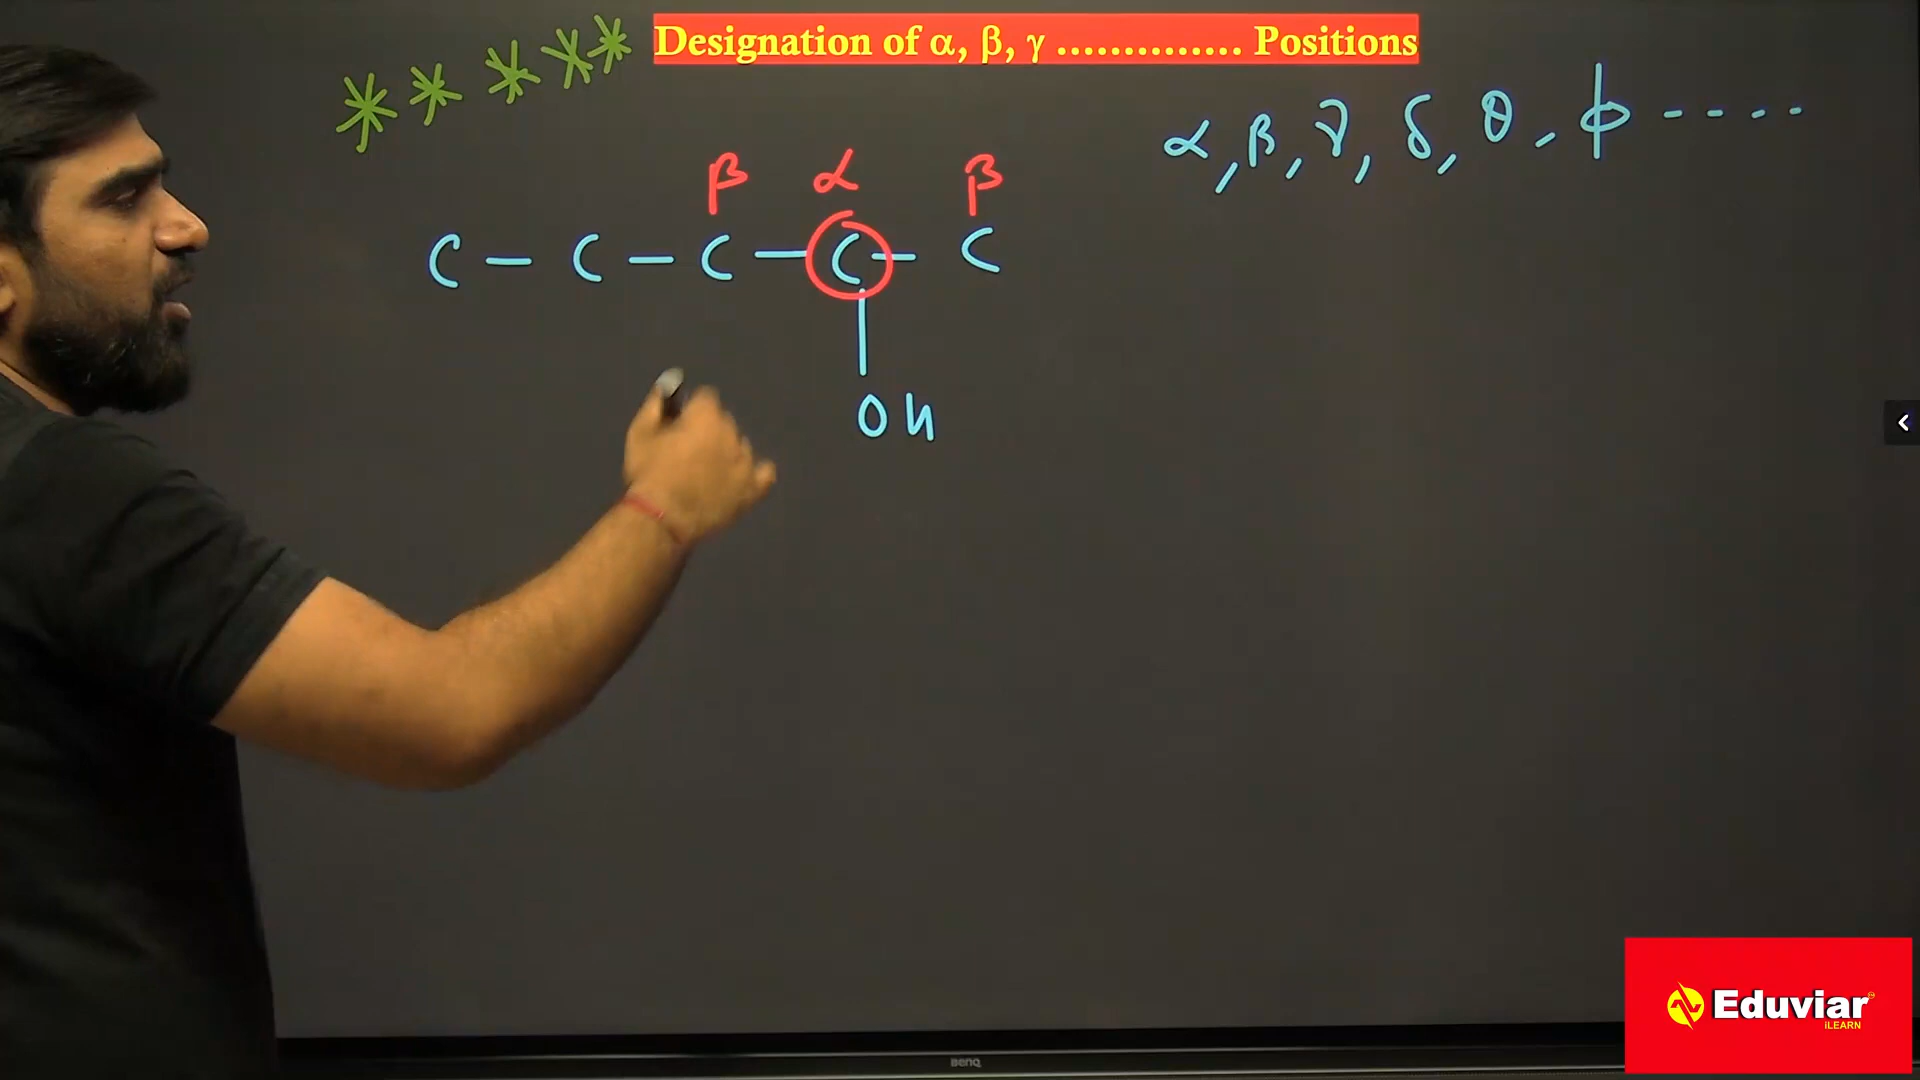 Designation of α, β, γ .............. Positions
α, β, γ, δ, θ, ϕ ----
β α β
C - C - C - C - C
OH
Eduviar
iLEARN
BenQ